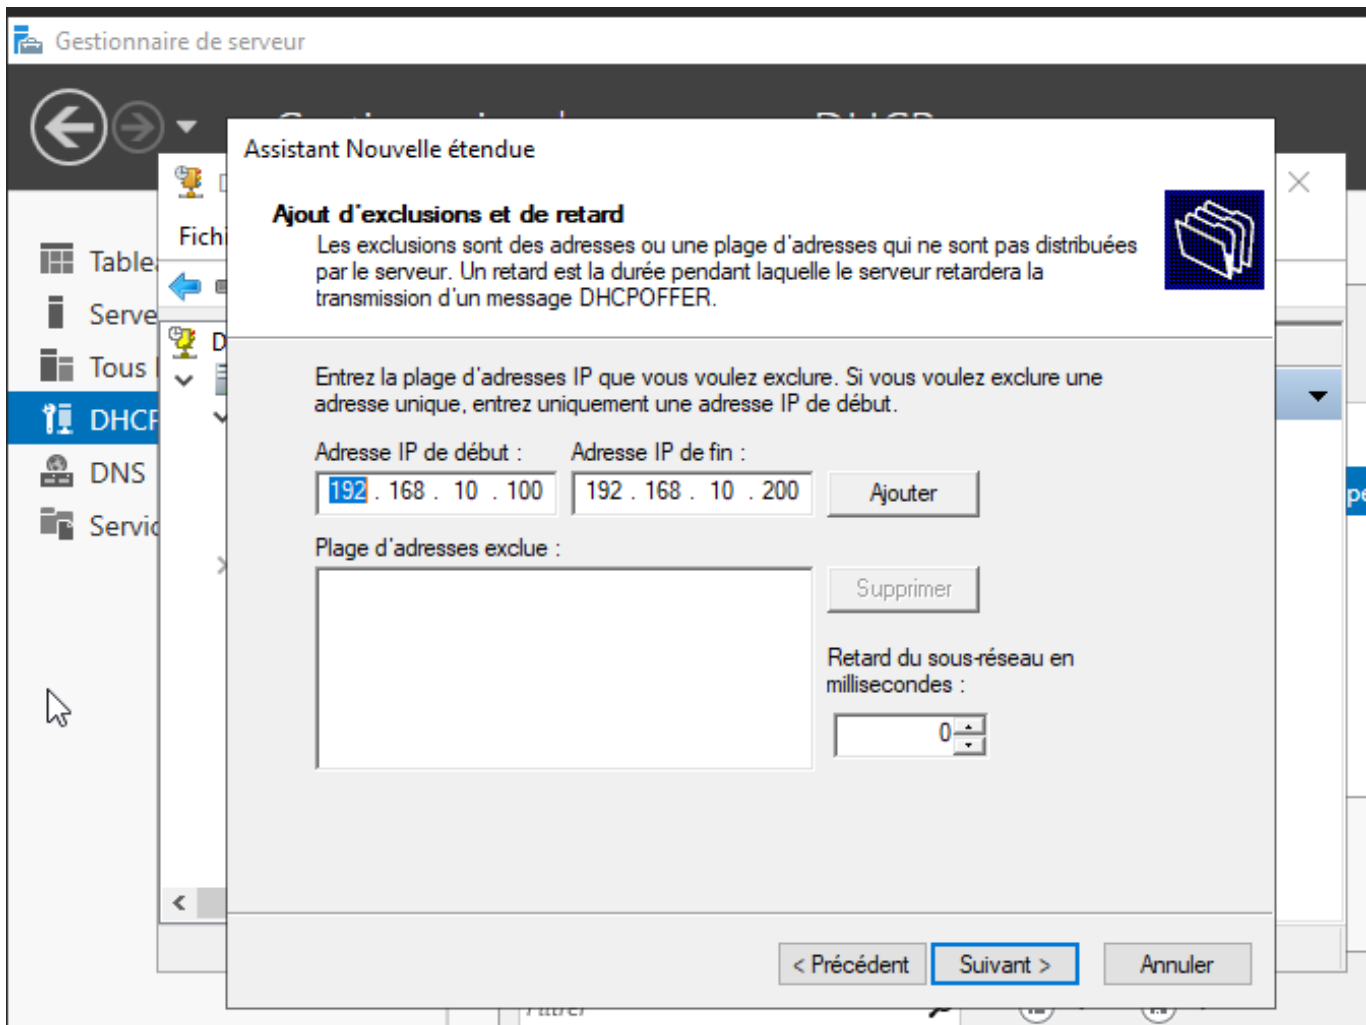 Gestionnaire de serveur
Assistant Nouvelle étendue
Ajout d'exclusions et de retard
Les exclusions sont des adresses ou une plage d'adresses qui ne sont pas distribuées
par le serveur. Un retard est la durée pendant laquelle le serveur retardera la
transmission d'un message DHCPOFFER.
Fichi
Table
Serve
Tous
DHCP
DNS
Servic
D
Entrez la plage d'adresses IP que vous voulez exclure. Si vous voulez exclure une
adresse unique, entrez uniquement une adresse IP de début.
Adresse IP de début : Adresse IP de fin :
192 . 168 . 10 . 100 192 . 168 . 10 . 200 Ajouter
Plage d'adresses exclue :
Supprimer
Retard du sous-réseau en
millisecondes :
0
< Précédent Suivant > Annuler